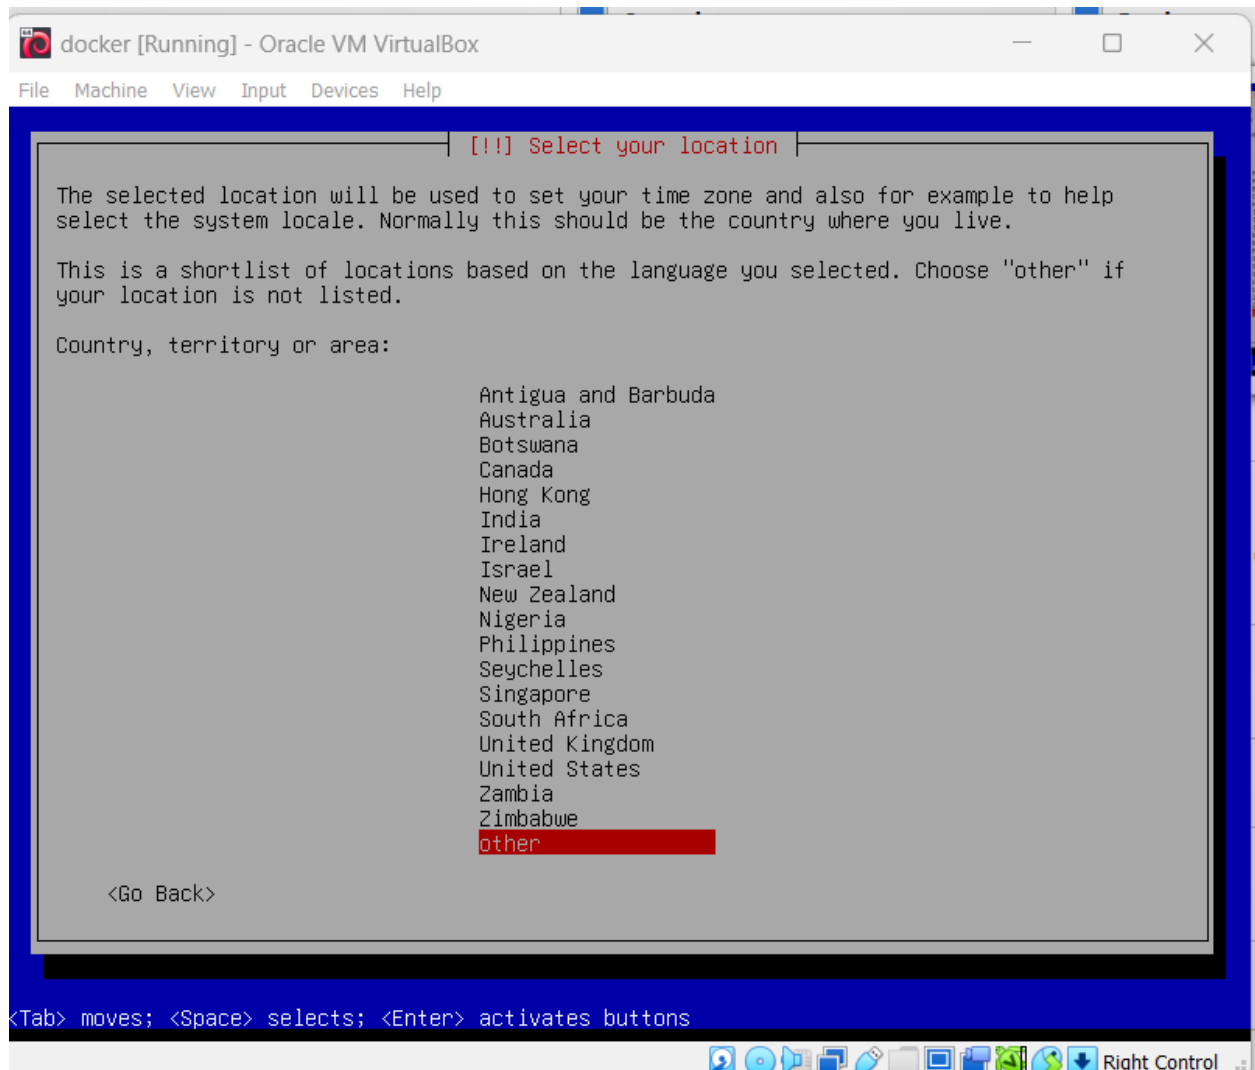 docker [Running] - Oracle VM VirtualBox
File Machine View Input Devices Help
[!!] Select your location
The selected location will be used to set your time zone and also for example to help
select the system locale. Normally this should be the country where you live.
This is a shortlist of locations based on the language you selected. Choose "other" if
your location is not listed.
Country, territory or area:
Antigua and Barbuda
Australia
Botswana
Canada
Hong Kong
India
Ireland
Israel
New Zealand
Nigeria
Philippines
Seychelles
Singapore
South Africa
United Kingdom
United States
Zambia
Zimbabwe
other
<Go Back>
<Tab> moves; <Space> selects; <Enter> activates buttons
Right Control